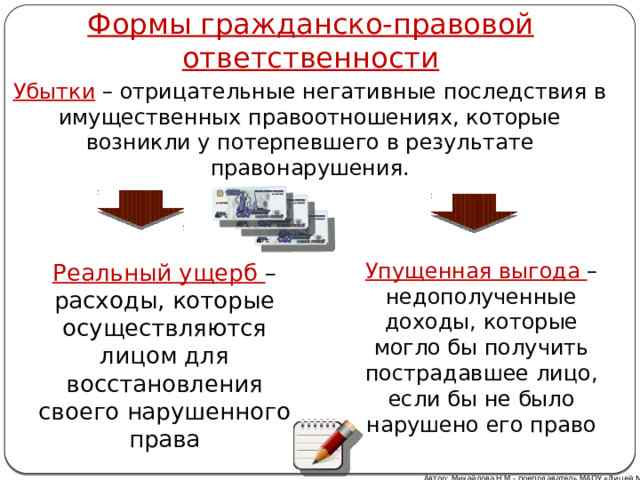 Формы гражданско-правовой
ответственности
Убытки – отрицательные негативные последствия в
имущественных правоотношениях, которые
возникли у потерпевшего в результате
правонарушения.
Реальный ущерб –
расходы, которые
осуществляются
лицом для
восстановления
своего нарушенного
права
Упущенная выгода –
недополученные
доходы, которые
могло бы получить
пострадавшее лицо,
если бы не было
нарушено его право
Автор: Михайлова Н.М.- преподаватель МАОУ «Лицей